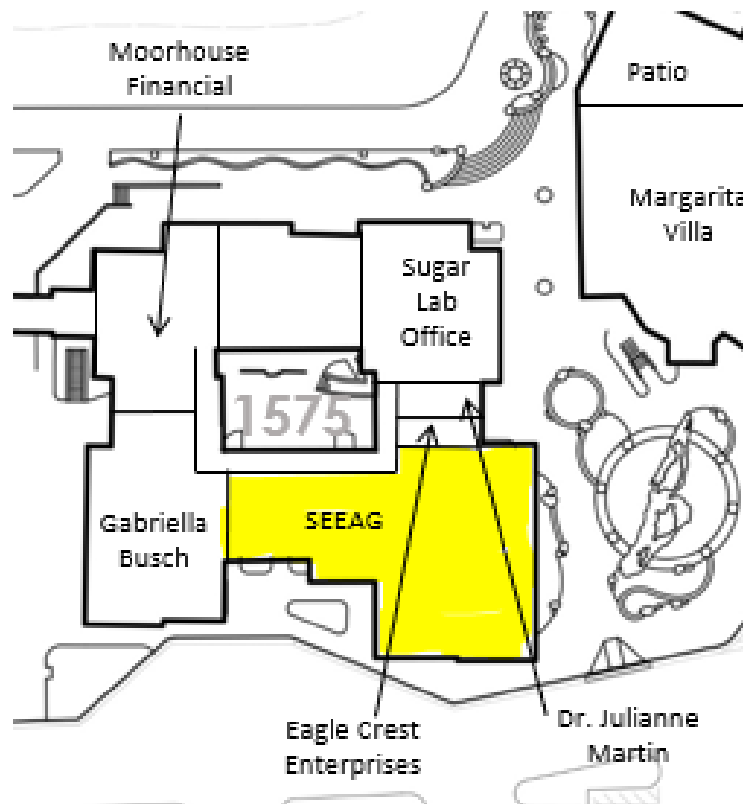 Moorhouse
Financial
Patio
Margarita
Villa
Sugar
Lab
Office
1575
Gabriella
Busch
SEEAG
Eagle Crest
Enterprises
Dr. Julianne
Martin